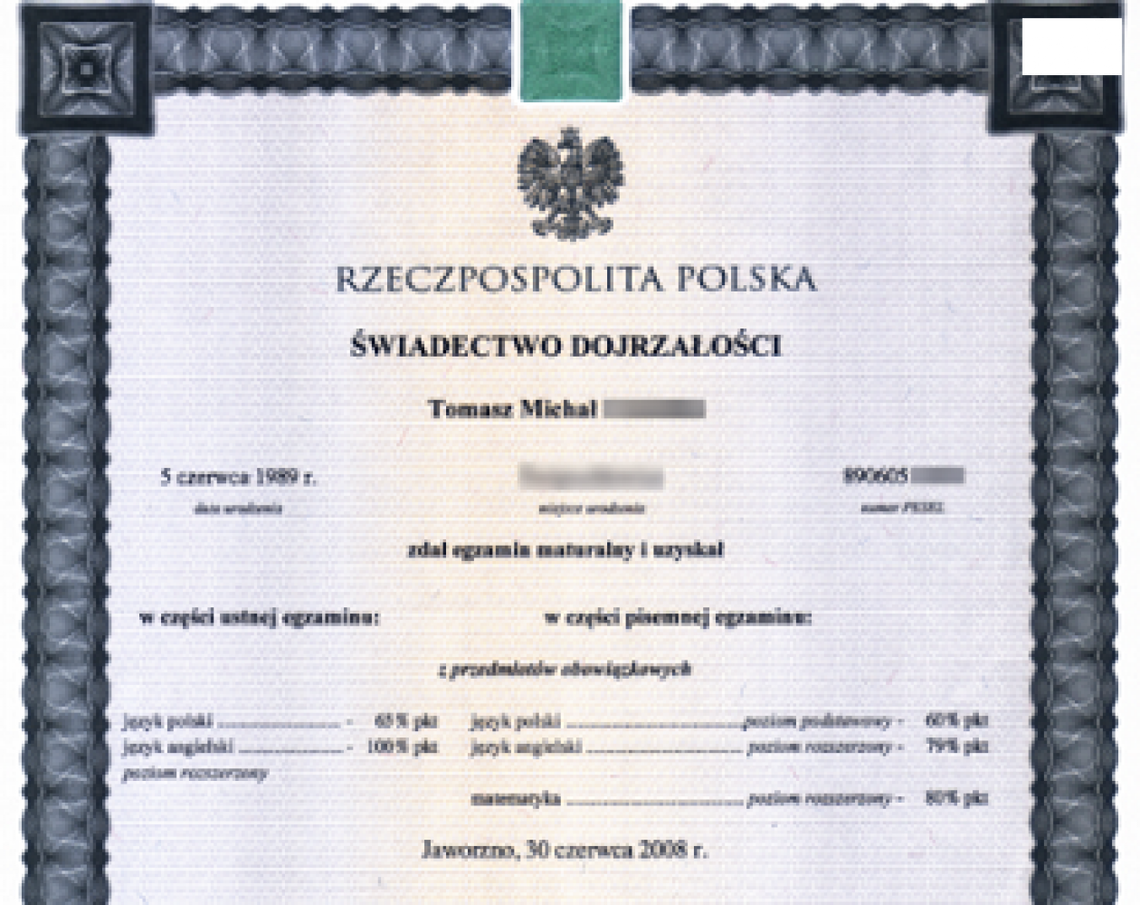 RZECZPOSPOLITA POLSKA
ŚWIADECTWO DOJRZAŁOŚCI
Tomasz Michał
5 czerwca 1989 r. 890605
data urodzenia miejsce urodzenia numer PESEL
zdał egzamin maturalny i uzyskał
w części ustnej egzaminu: w części pisemnej egzaminu:
z przedmiotów obowiązkowych
język polski - 65% pkt język polski poziom podstawowy - 60% pkt
język angielski - 100% pkt język angielski poziom rozszerzony - 79% pkt
poziom rozszerzony
matematyka poziom rozszerzony - 80% pkt
Jaworzno, 30 czerwca 2008 r.